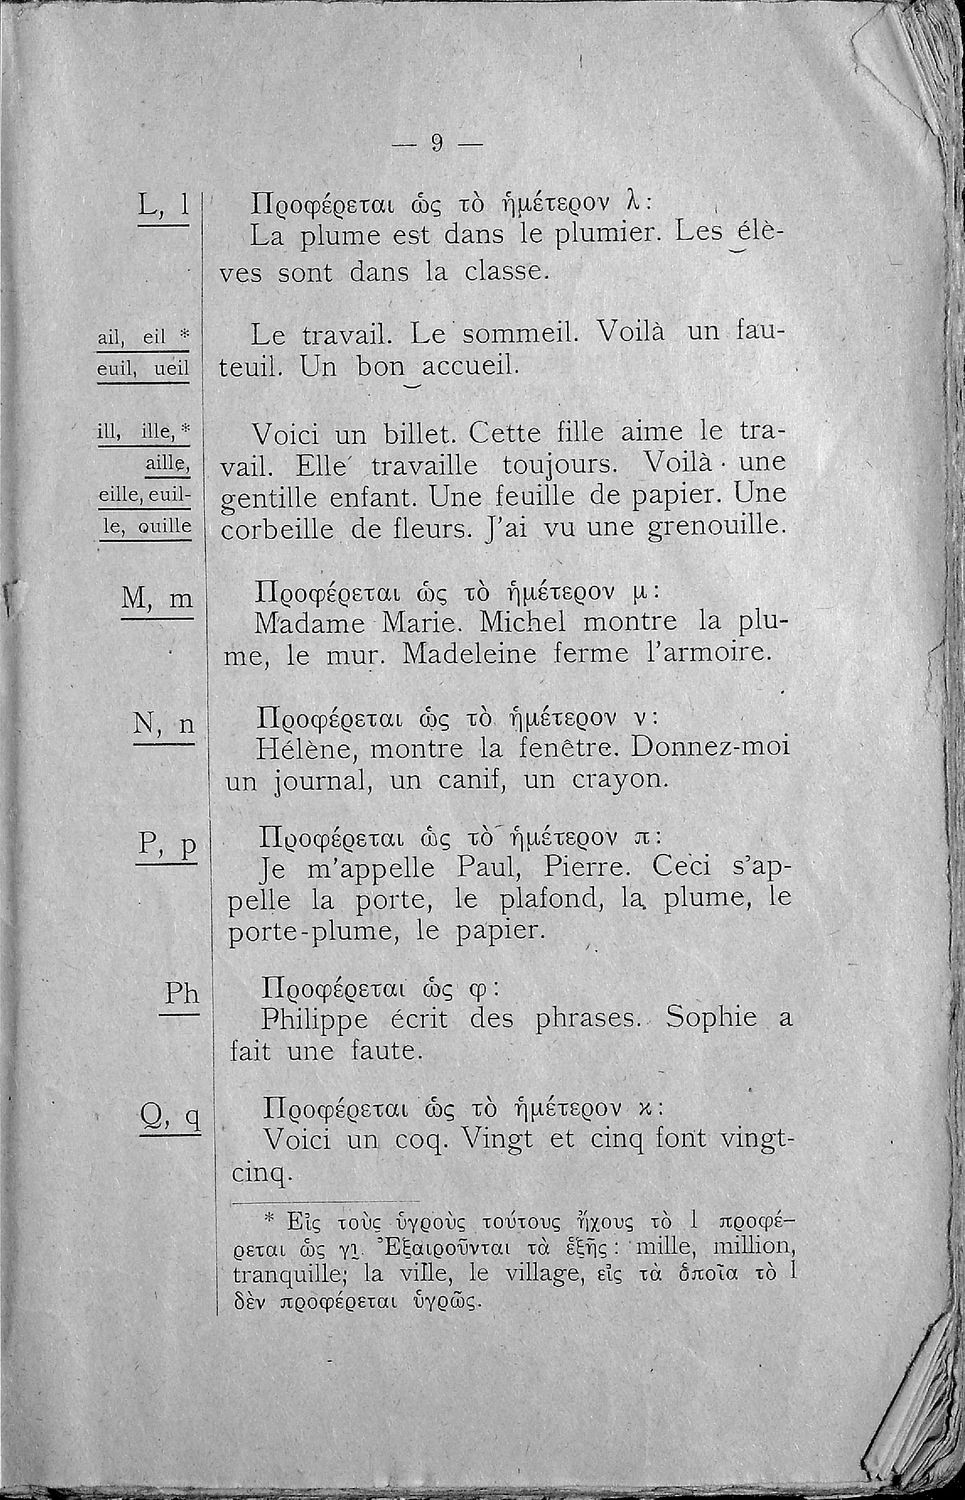 — 9 —
L, l Προφέρεται ὡς τὸ ἡμέτερον λ:
La plume est dans le plumier. Les‿élè-
ves sont dans la classe.
ail, eil * Le travail. Le sommeil. Voilà un fau-
euil, ueil teuil. Un bon‿accueil.
ill, ille,* Voici un billet. Cette fille aime le tra-
aille, vail. Elle travaille toujours. Voilà une
eille, euil- gentille enfant. Une feuille de papier. Une
le, ouille corbeille de fleurs. J'ai vu une grenouille.
M, m Προφέρεται ὡς τὸ ἡμέτερον μ:
Madame Marie. Michel montre la plu-
me, le mur. Madeleine ferme l'armoire.
N, n Προφέρεται ὡς τὸ ἡμέτερον ν:
Hélène, montre la fenêtre. Donnez-moi
un journal, un canif, un crayon.
P, p Προφέρεται ὡς τὸ ἡμέτερον π:
Je m'appelle Paul, Pierre. Ceci s'ap-
pelle la porte, le plafond, la plume, le
porte-plume, le papier.
Ph Προφέρεται ὡς φ:
Philippe écrit des phrases. Sophie a
fait une faute.
Q, q Προφέρεται ὡς τὸ ἡμέτερον κ:
Voici un coq. Vingt et cinq font vingt-
cinq.
* Εἰς τοὺς ὑγροὺς τούτους ἤχους τὸ l προφέ-
ρεται ὡς γι. Ἐξαιροῦνται τὰ ἑξῆς: mille, million,
tranquille; la ville, le village, εἰς τὰ ὁποῖα τὸ l
δὲν προφέρεται ὑγρῶς.